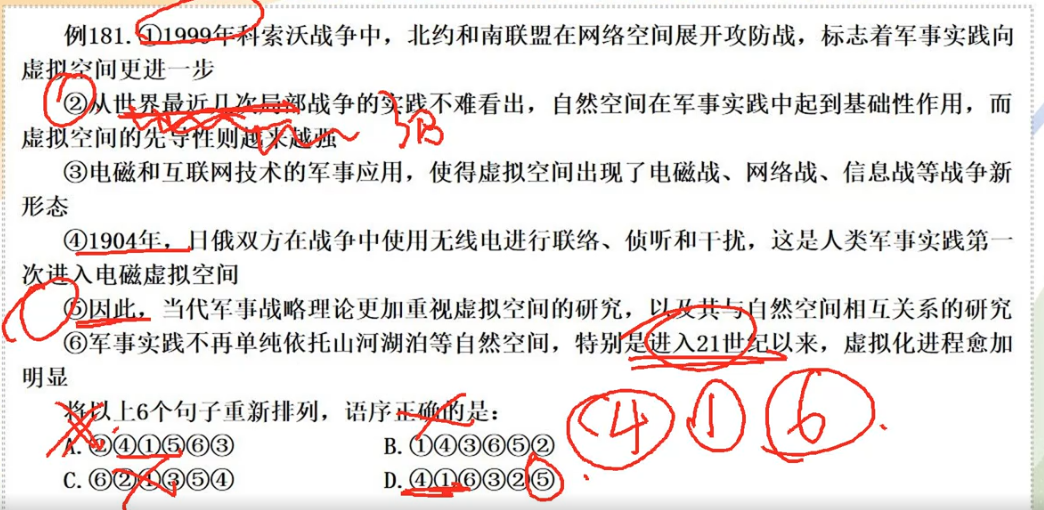 例181.①1999年科索沃战争中，北约和南联盟在网络空间展开攻防战，标志着军事实践向
虚拟空间更进一步
②从世界最近几次局部战争的实践不难看出，自然空间在军事实践中起到基础性作用，而
虚拟空间的先导性则越来越强
③电磁和互联网技术的军事应用，使得虚拟空间出现了电磁战、网络战、信息战等战争新
形态
④1904年，日俄双方在战争中使用无线电进行联络、侦听和干扰，这是人类军事实践第一
次进入电磁虚拟空间
⑤因此，当代军事战略理论更加重视虚拟空间的研究，以及其与自然空间相互关系的研究
⑥军事实践不再单纯依托山河湖泊等自然空间，特别是进入21世纪以来，虚拟化进程愈加
明显
将以上6个句子重新排列，语序正确的是：
④ ① ⑥
A.②④①⑤⑥③ B.①④③⑥⑤②
C.⑥②①③⑤④ D.④①⑥③②⑤